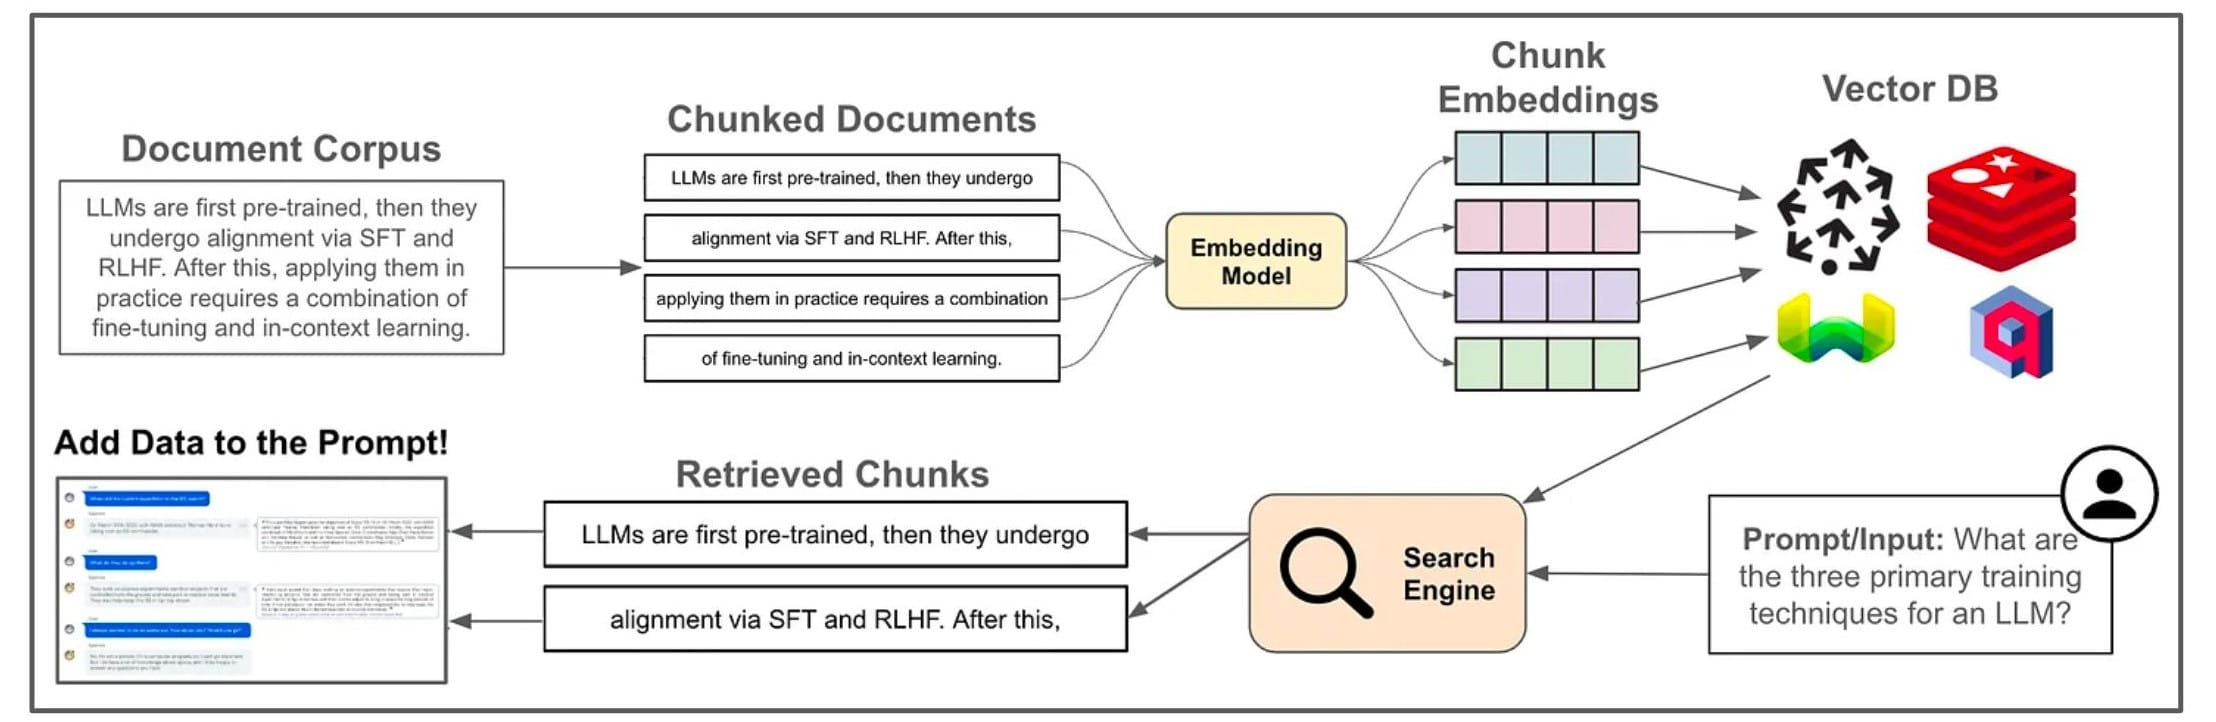 Document Corpus
LLMs are first pre-trained, then they
undergo alignment via SFT and
RLHF. After this, applying them in
practice requires a combination of
fine-tuning and in-context learning.
Chunked Documents
LLMs are first pre-trained, then they undergo
alignment via SFT and RLHF. After this,
applying them in practice requires a combination
of fine-tuning and in-context learning.
Embedding
Model
Chunk
Embeddings
Vector DB
Add Data to the Prompt!
Retrieved Chunks
LLMs are first pre-trained, then they undergo
alignment via SFT and RLHF. After this,
Search
Engine
Prompt/Input: What are
the three primary training
techniques for an LLM?